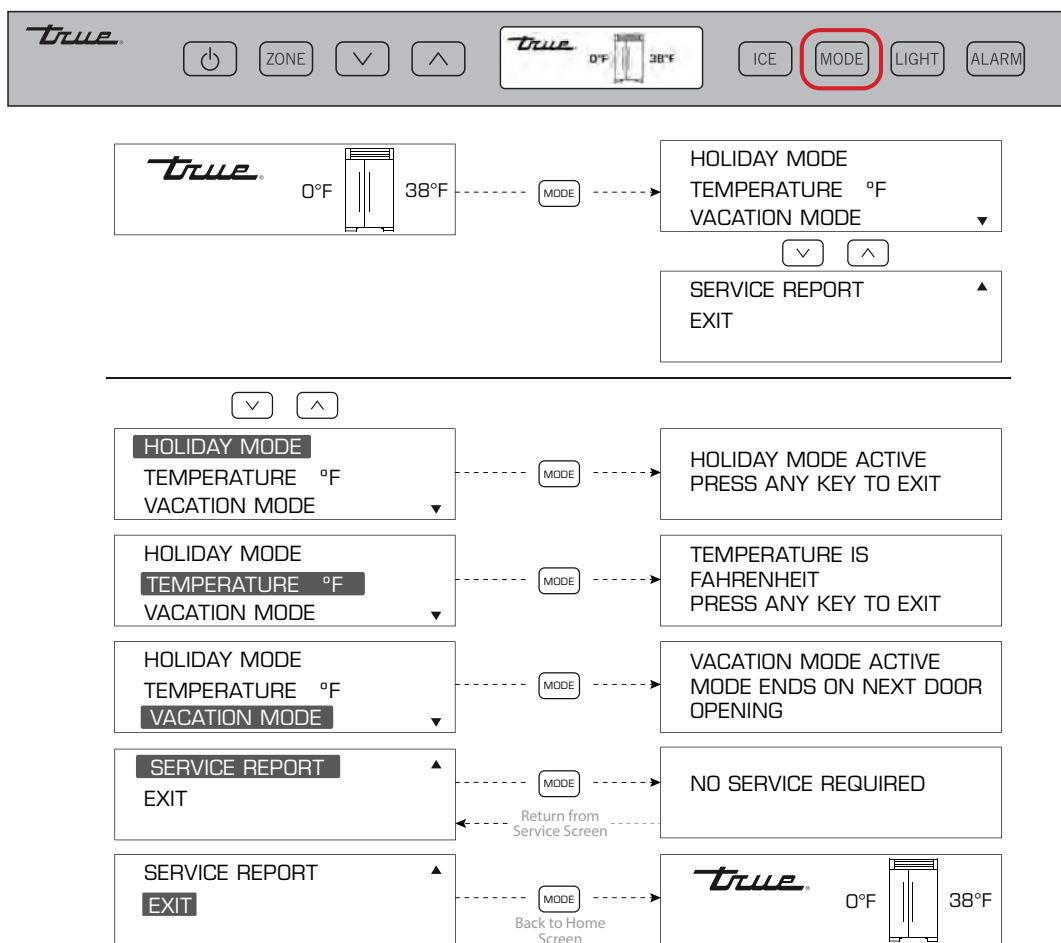 true.
ZONE
true 0°F 38°F
ICE
MODE
LIGHT
ALARM
true. 0°F 38°F
MODE
HOLIDAY MODE
TEMPERATURE °F
VACATION MODE
SERVICE REPORT
EXIT
HOLIDAY MODE
TEMPERATURE °F
VACATION MODE
MODE
HOLIDAY MODE ACTIVE
PRESS ANY KEY TO EXIT
HOLIDAY MODE
TEMPERATURE °F
VACATION MODE
MODE
TEMPERATURE IS
FAHRENHEIT
PRESS ANY KEY TO EXIT
HOLIDAY MODE
TEMPERATURE °F
VACATION MODE
MODE
VACATION MODE ACTIVE
MODE ENDS ON NEXT DOOR
OPENING
SERVICE REPORT
EXIT
MODE
Return from
Service Screen
NO SERVICE REQUIRED
SERVICE REPORT
EXIT
MODE
Back to Home
Screen
true. 0°F 38°F